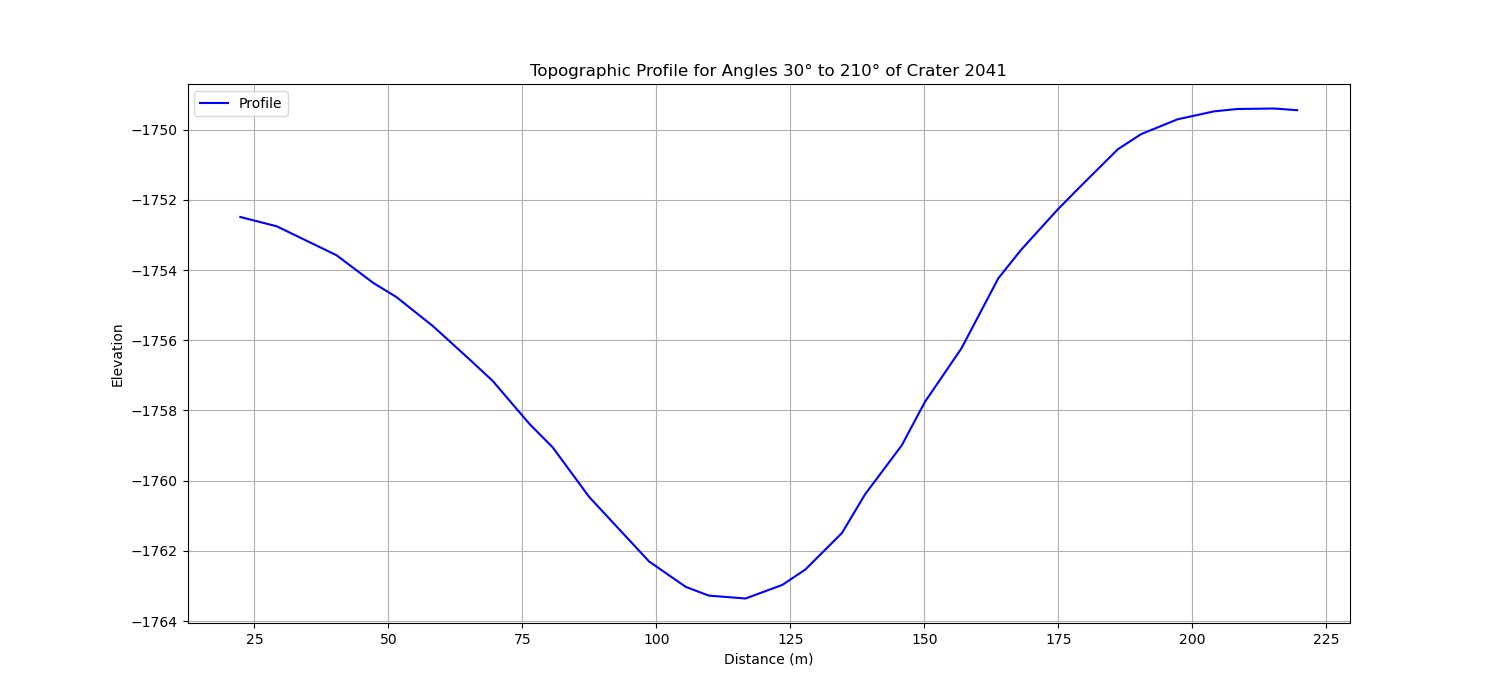 Topographic Profile for Angles 30° to 210° of Crater 2041
Profile
−1750
−1752
−1754
−1756
−1758
−1760
−1762
−1764
Elevation
25 50 75 100 125 150 175 200 225
Distance (m)